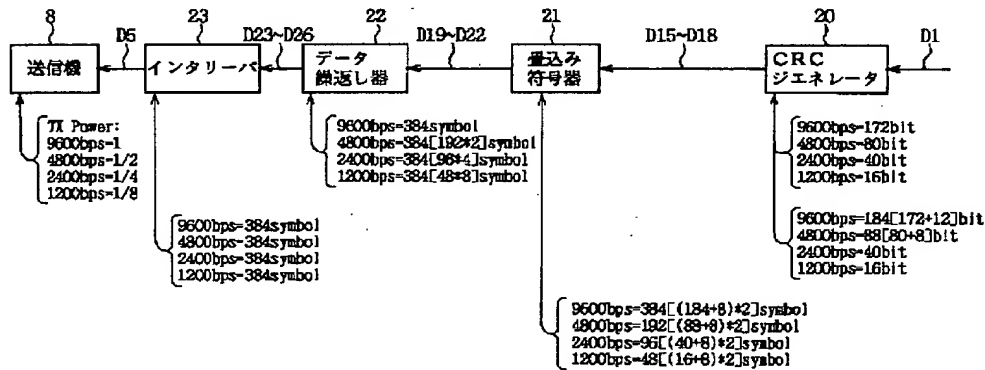 8
23
22
21
20
D5
D23~D26
D19~D22
D15~D18
D1
送信機
インタリーバ
データ
繰返し器
畳込み
符号器
CRC
ジエネレータ
TX Power:
9600bps=1
4800bps=1/2
2400bps=1/4
1200bps=1/8
9600bps=384symbol
4800bps=384symbol
2400bps=384symbol
1200bps=384symbol
9600bps=384symbol
4800bps=384[192*2]symbol
2400bps=384[96*4]symbol
1200bps=384[48*8]symbol
9600bps=384[(184+8)*2]symbol
4800bps=192[(88+8)*2]symbol
2400bps=96[(40+8)*2]symbol
1200bps=48[(16+8)*2]symbol
9600bps=172bit
4800bps=80bit
2400bps=40bit
1200bps=16bit
9600bps=184[172+12]bit
4800bps=88[80+8]bit
2400bps=40bit
1200bps=16bit